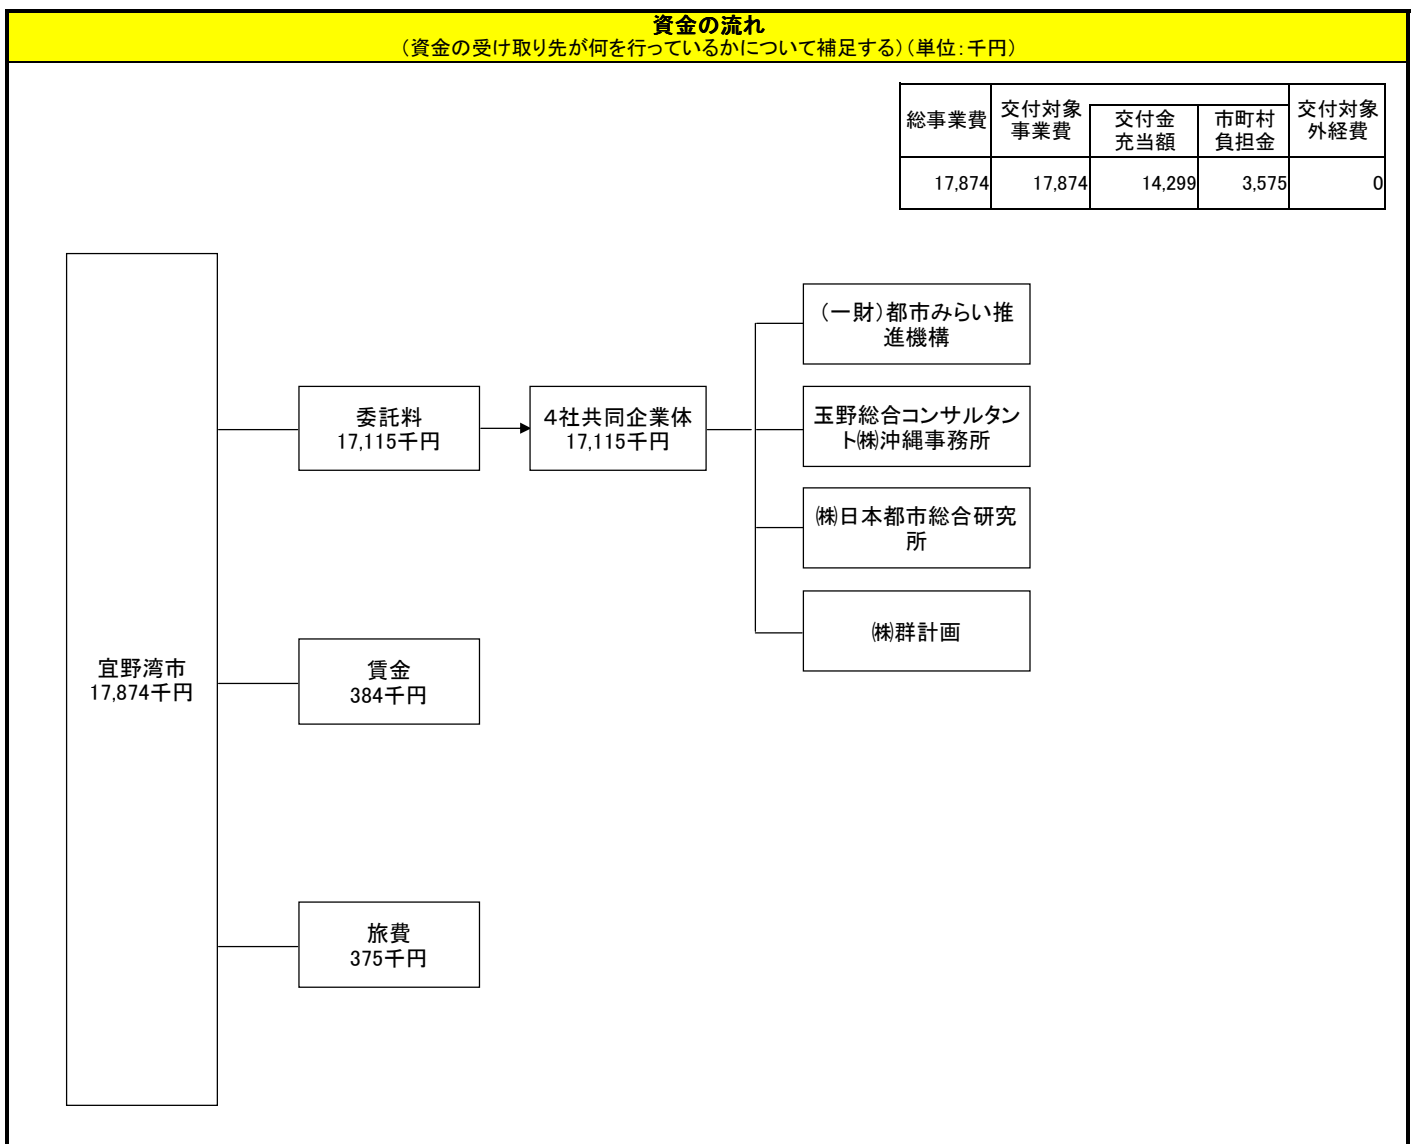 資金の流れ
（資金の受け取り先が何を行っているかについて補足する）（単位：千円）
総事業費
交付対象
事業費
交付金
充当額
市町村
負担金
交付対象
外経費
17,874
17,874
14,299
3,575
0
宜野湾市
17,874千円
委託料
17,115千円
４社共同企業体
17,115千円
（一財）都市みらい推
進機構
玉野総合コンサルタン
ト㈱沖縄事務所
㈱日本都市総合研究
所
㈱群計画
賃金
384千円
旅費
375千円